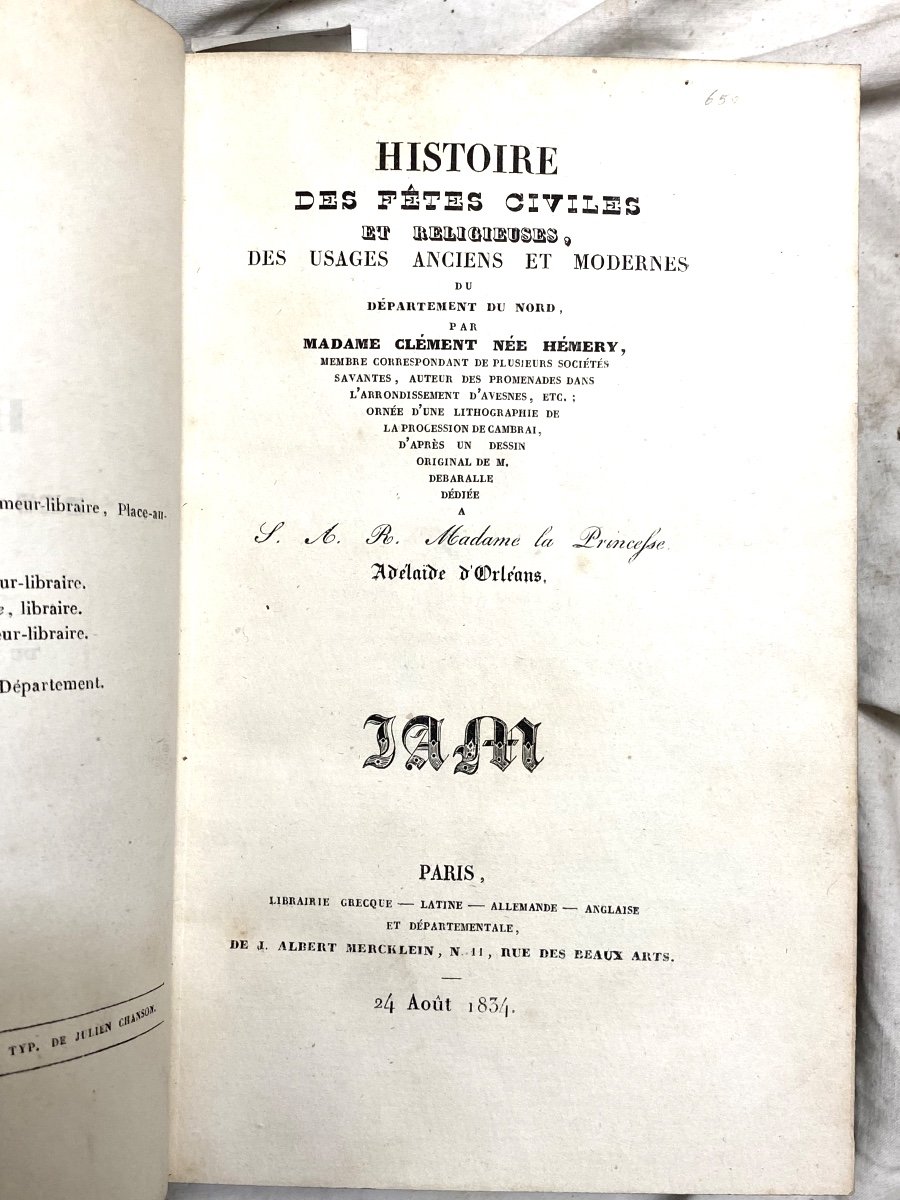 meur-libraire, Place-au-
ur-libraire.
, libraire.
eur-libraire.
Département.
TYP. DE JULIEN CHANSON.
650
HISTOIRE
DES FÊTES CIVILES
ET RELIGIEUSES,
DES USAGES ANCIENS ET MODERNES
DU
DÉPARTEMENT DU NORD,
PAR
MADAME CLÉMENT NÉE HÉMERY,
MEMBRE CORRESPONDANT DE PLUSIEURS SOCIÉTÉS
SAVANTES, AUTEUR DES PROMENADES DANS
L'ARRONDISSEMENT D'AVESNES, ETC. ;
ORNÉE D'UNE LITHOGRAPHIE DE
LA PROCESSION DE CAMBRAI,
D'APRÈS UN DESSIN
ORIGINAL DE M.
DEBARALLE
DÉDIÉE
A
S. A. R. Madame la Princesse
Adélaide d'Orléans,
JAM
PARIS,
LIBRAIRIE GRECQUE — LATINE — ALLEMANDE — ANGLAISE
ET DÉPARTEMENTALE,
DE J. ALBERT MERCKLEIN, N. 11, RUE DES BEAUX ARTS.
24 Août 1834.